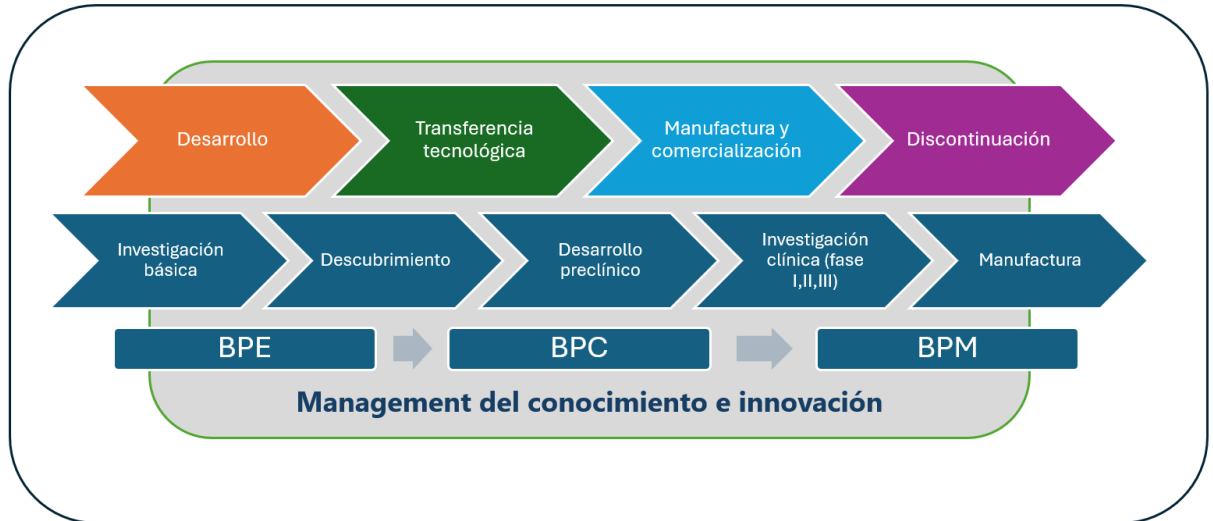 Desarrollo
Transferencia
tecnológica
Manufactura y
comercialización
Discontinuación
Investigación
básica
Descubrimiento
Desarrollo
preclínico
Investigación
clínica (fase
I,II,III)
Manufactura
BPE
BPC
BPM
Management del conocimiento e innovación